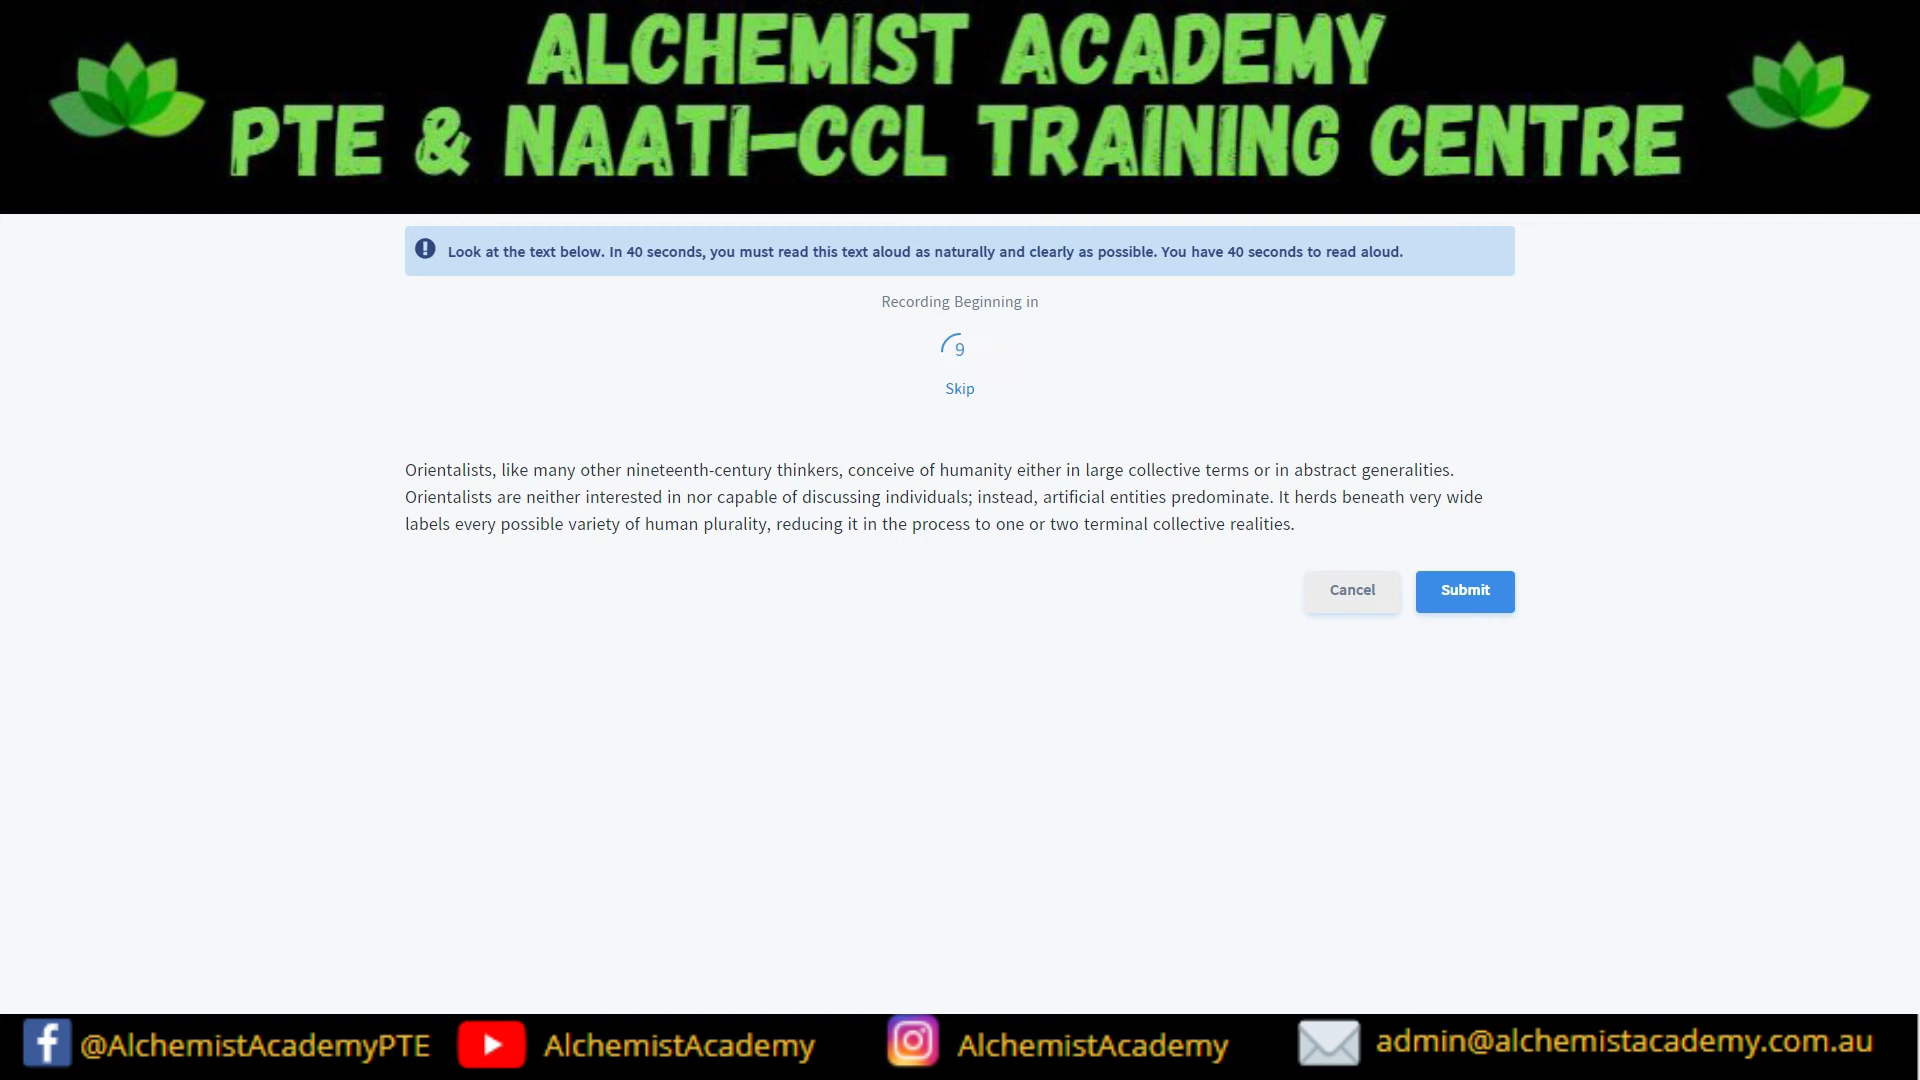 ALCHEMIST ACADEMY
PTE & NAATI-CCL TRAINING CENTRE
Look at the text below. In 40 seconds, you must read this text aloud as naturally and clearly as possible. You have 40 seconds to read aloud.
Recording Beginning in
9
Skip
Orientalists, like many other nineteenth-century thinkers, conceive of humanity either in large collective terms or in abstract generalities.
Orientalists are neither interested in nor capable of discussing individuals; instead, artificial entities predominate. It herds beneath very wide
labels every possible variety of human plurality, reducing it in the process to one or two terminal collective realities.
Cancel Submit
@AlchemistAcademyPTE AlchemistAcademy AlchemistAcademy admin@alchemistacademy.com.au